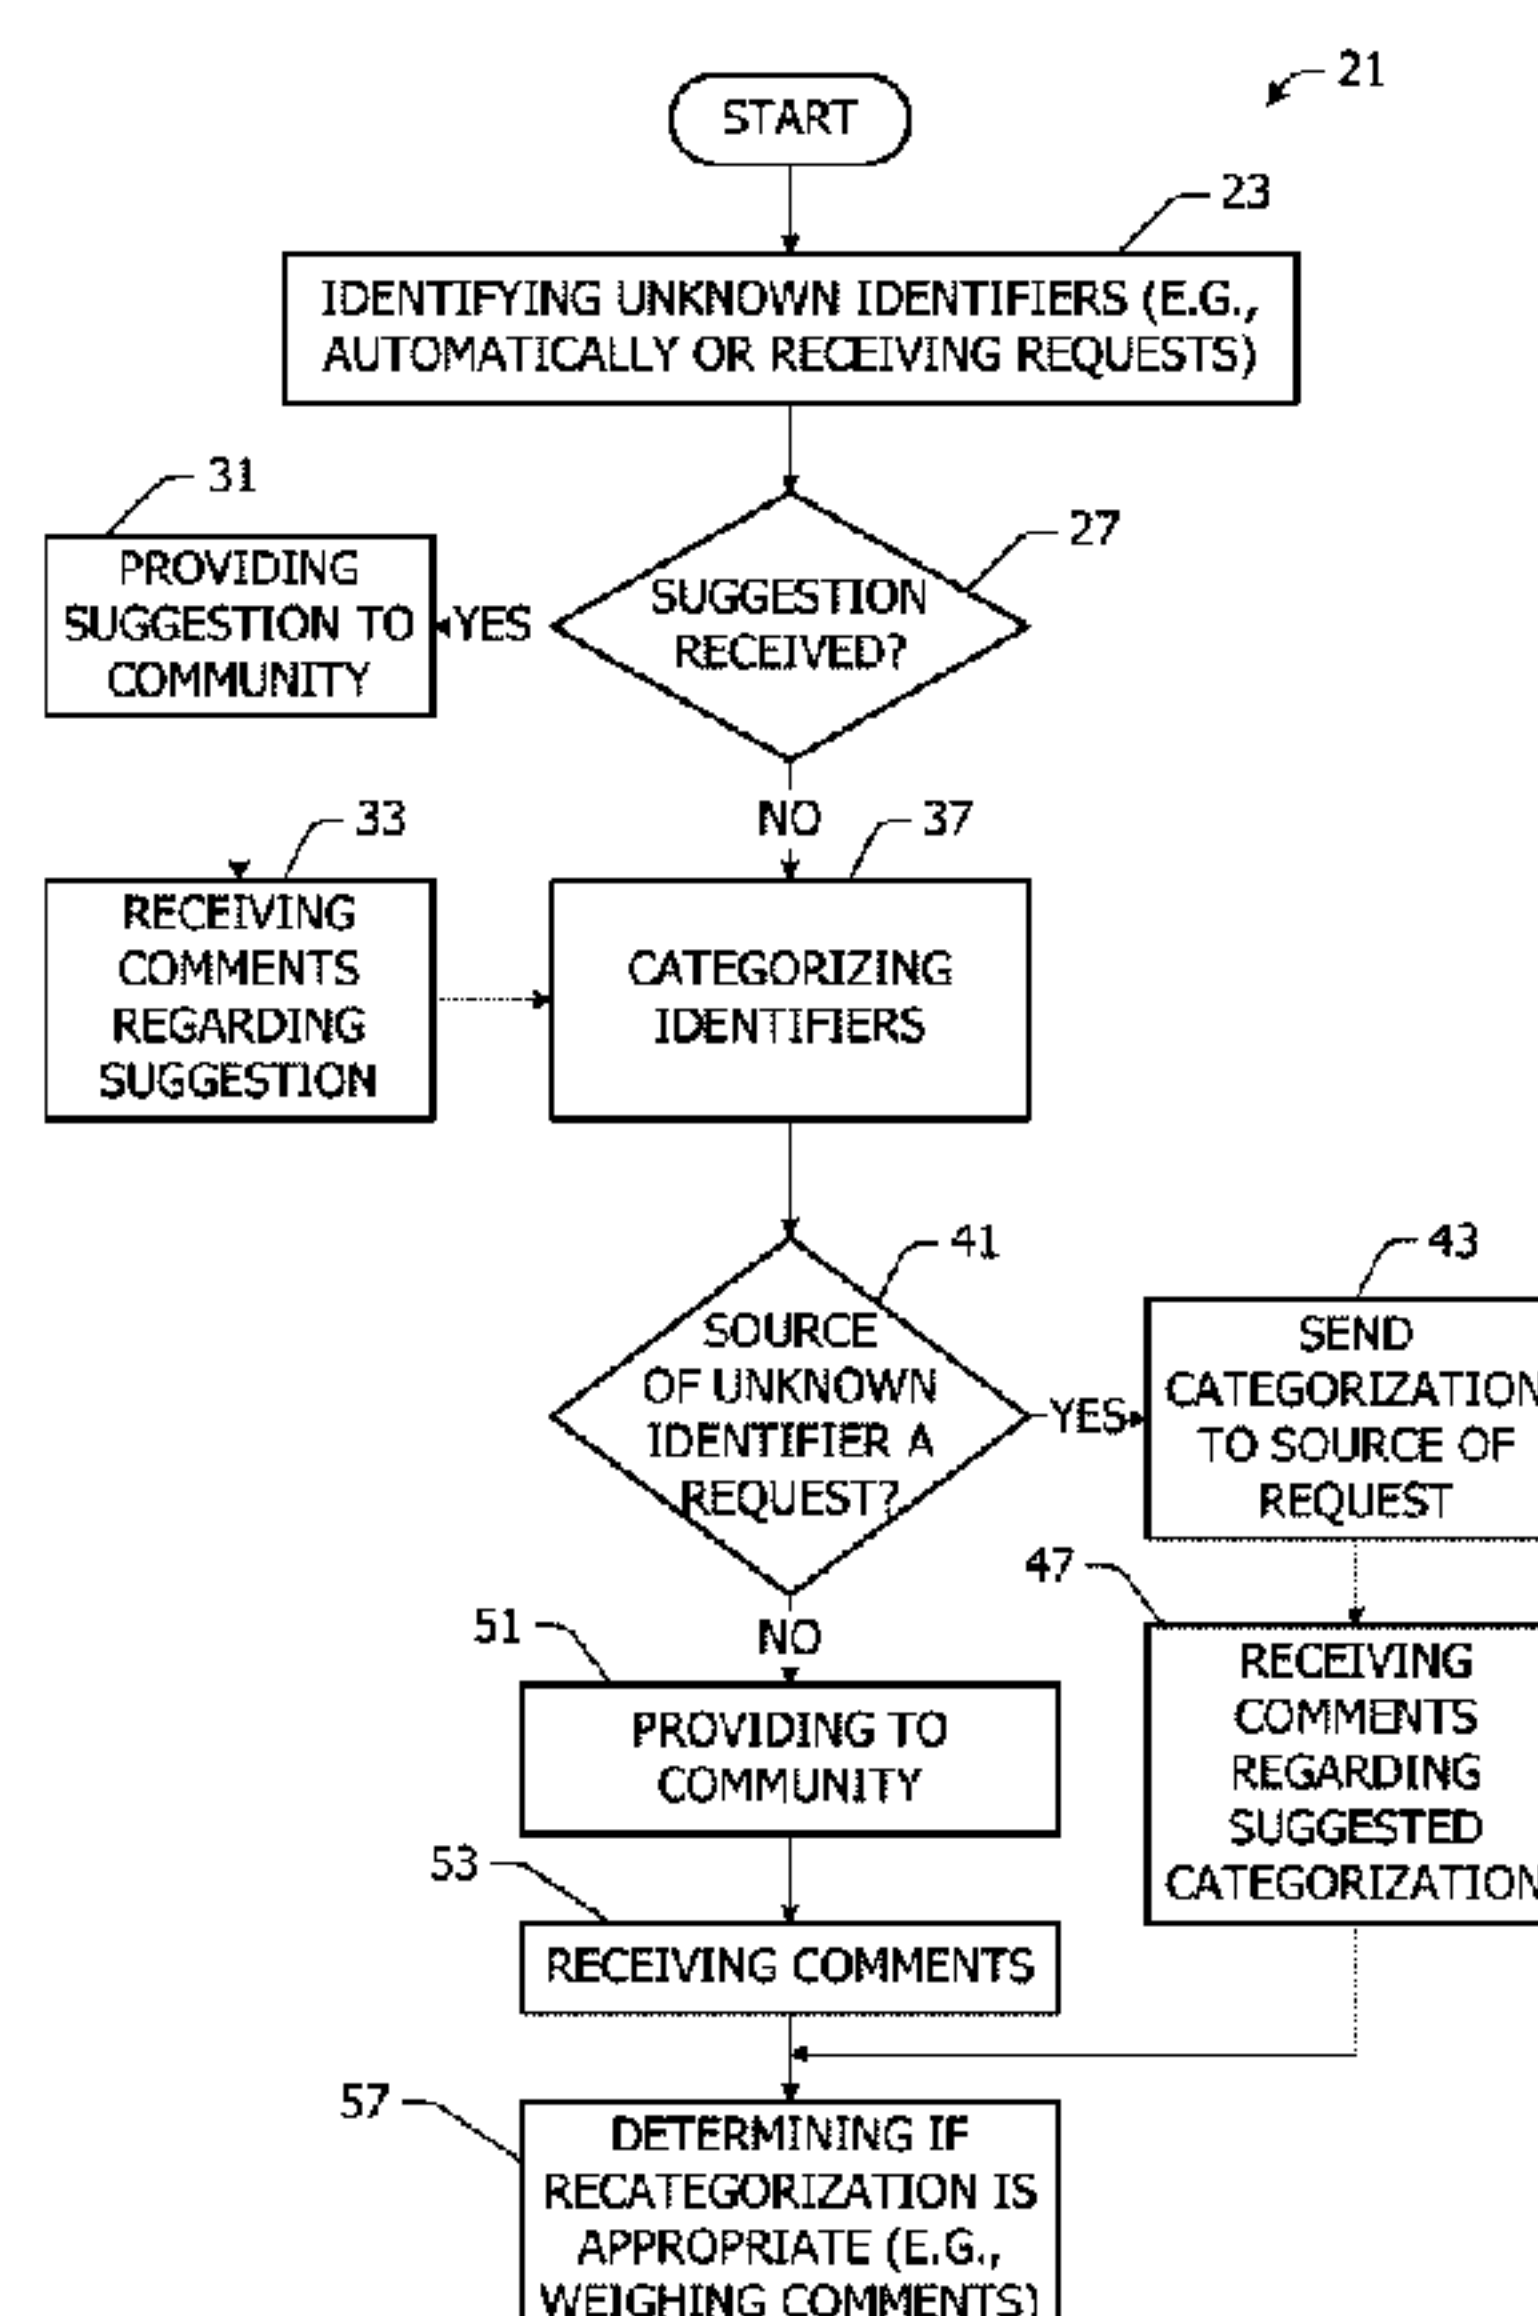 21
START
23
IDENTIFYING UNKNOWN IDENTIFIERS (E.G.,
AUTOMATICALLY OR RECEIVING REQUESTS)
31
27
PROVIDING
SUGGESTION TO
COMMUNITY
YES
SUGGESTION
RECEIVED?
NO
33
37
RECEIVING
COMMENTS
REGARDING
SUGGESTION
CATEGORIZING
IDENTIFIERS
41
43
SOURCE
OF UNKNOWN
IDENTIFIER A
REQUEST?
YES
SEND
CATEGORIZATION
TO SOURCE OF
REQUEST
47
51
NO
PROVIDING TO
COMMUNITY
RECEIVING
COMMENTS
REGARDING
SUGGESTED
CATEGORIZATION
53
RECEIVING COMMENTS
57
DETERMINING IF
RECATEGORIZATION IS
APPROPRIATE (E.G.,
WEIGHING COMMENTS)